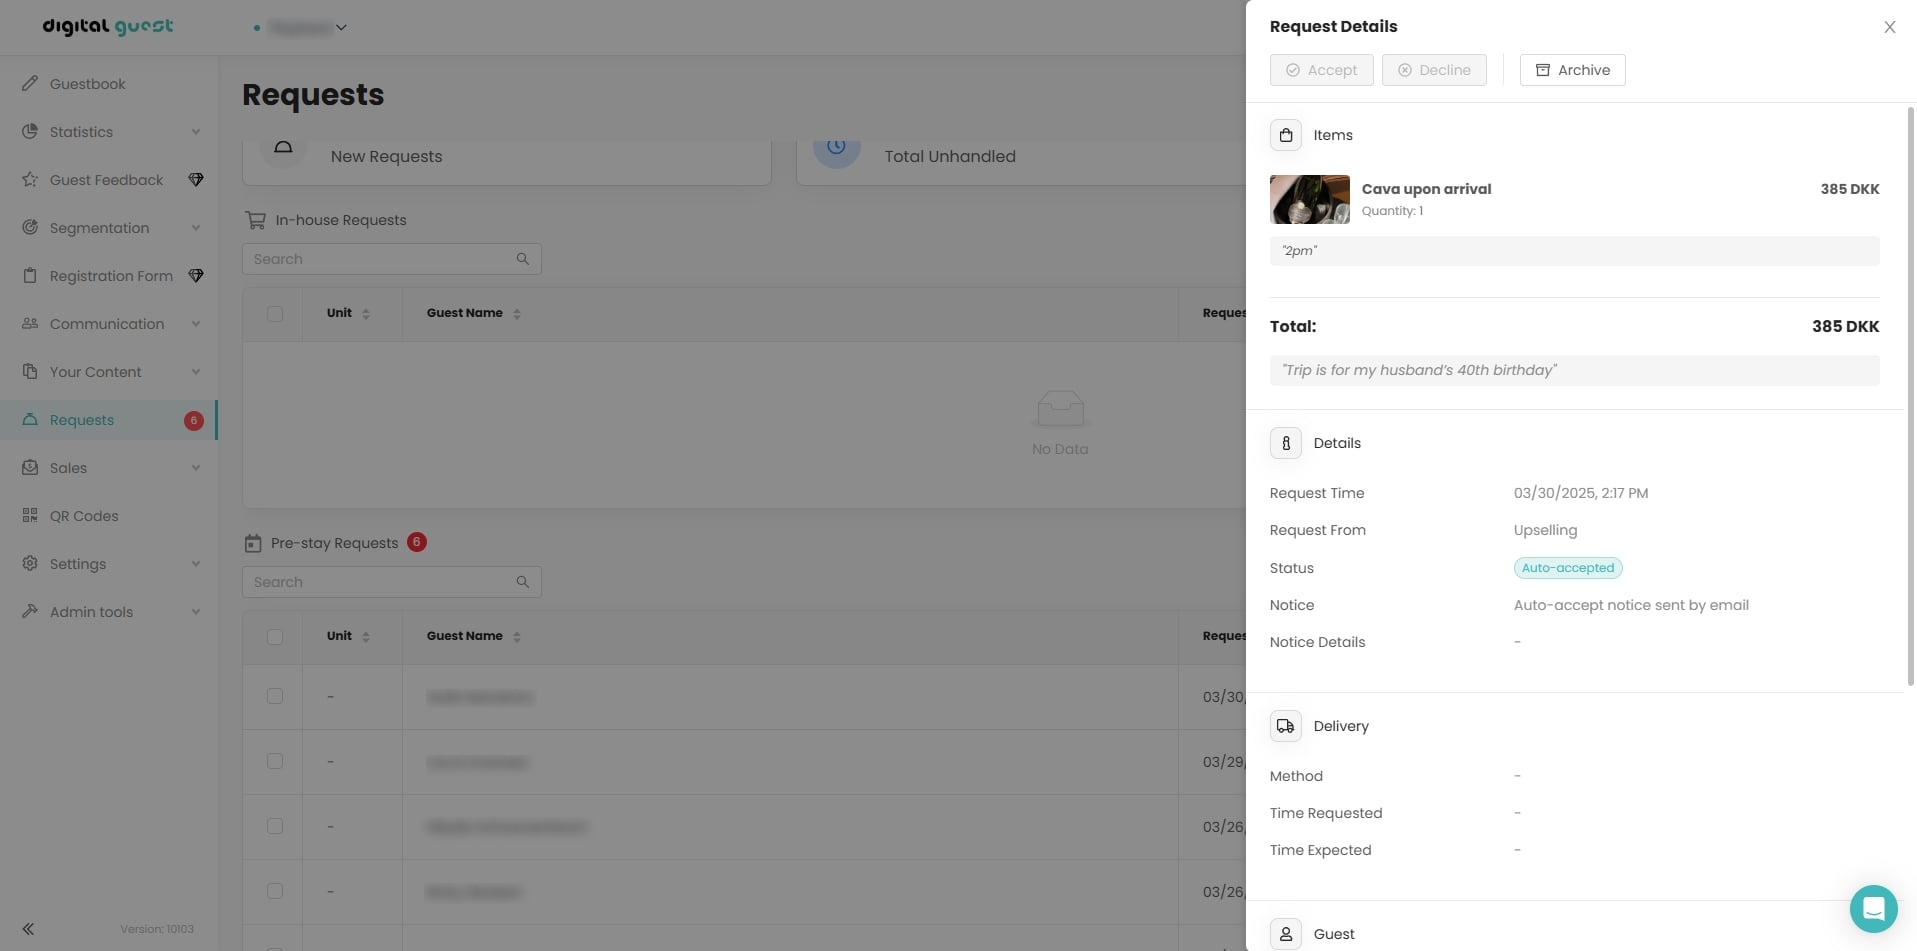 digital guest
Guestbook
Statistics
Guest Feedback
Segmentation
Registration Form
Communication
Your Content
Requests 6
Sales
QR Codes
Settings
Admin tools
Version: 10103
Requests
New Requests
Total Unhandled
In-house Requests
Search
Unit Guest Name Reques
No Data
Pre-stay Requests 6
Search
Unit Guest Name Reques
- 03/30,
- 03/29,
- 03/26,
- 03/26,
Request Details
Accept Decline Archive
Items
Cava upon arrival 385 DKK
Quantity: 1
"2pm"
Total: 385 DKK
"Trip is for my husband's 40th birthday"
Details
Request Time 03/30/2025, 2:17 PM
Request From Upselling
Status Auto-accepted
Notice Auto-accept notice sent by email
Notice Details -
Delivery
Method -
Time Requested -
Time Expected -
Guest